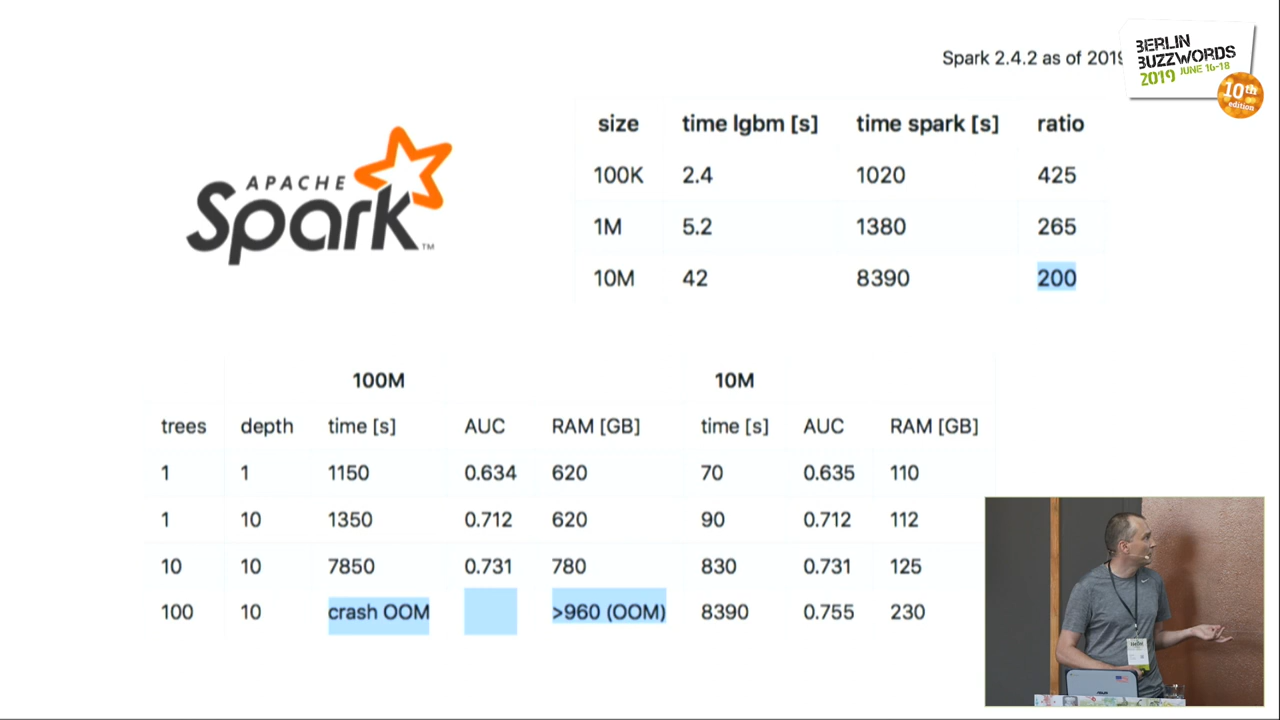 Spark 2.4.2 as of 2019
BERLIN
BUZZWORDS
2019 JUNE 16-18
10th
edition
APACHE
Spark™
size time lgbm [s] time spark [s] ratio
100K 2.4 1020 425
1M 5.2 1380 265
10M 42 8390 200
100M 10M
trees depth time [s] AUC RAM [GB] time [s] AUC RAM [GB]
1 1 1150 0.634 620 70 0.635 110
1 10 1350 0.712 620 90 0.712 112
10 10 7850 0.731 780 830 0.731 125
100 10 crash OOM >960 (OOM) 8390 0.755 230